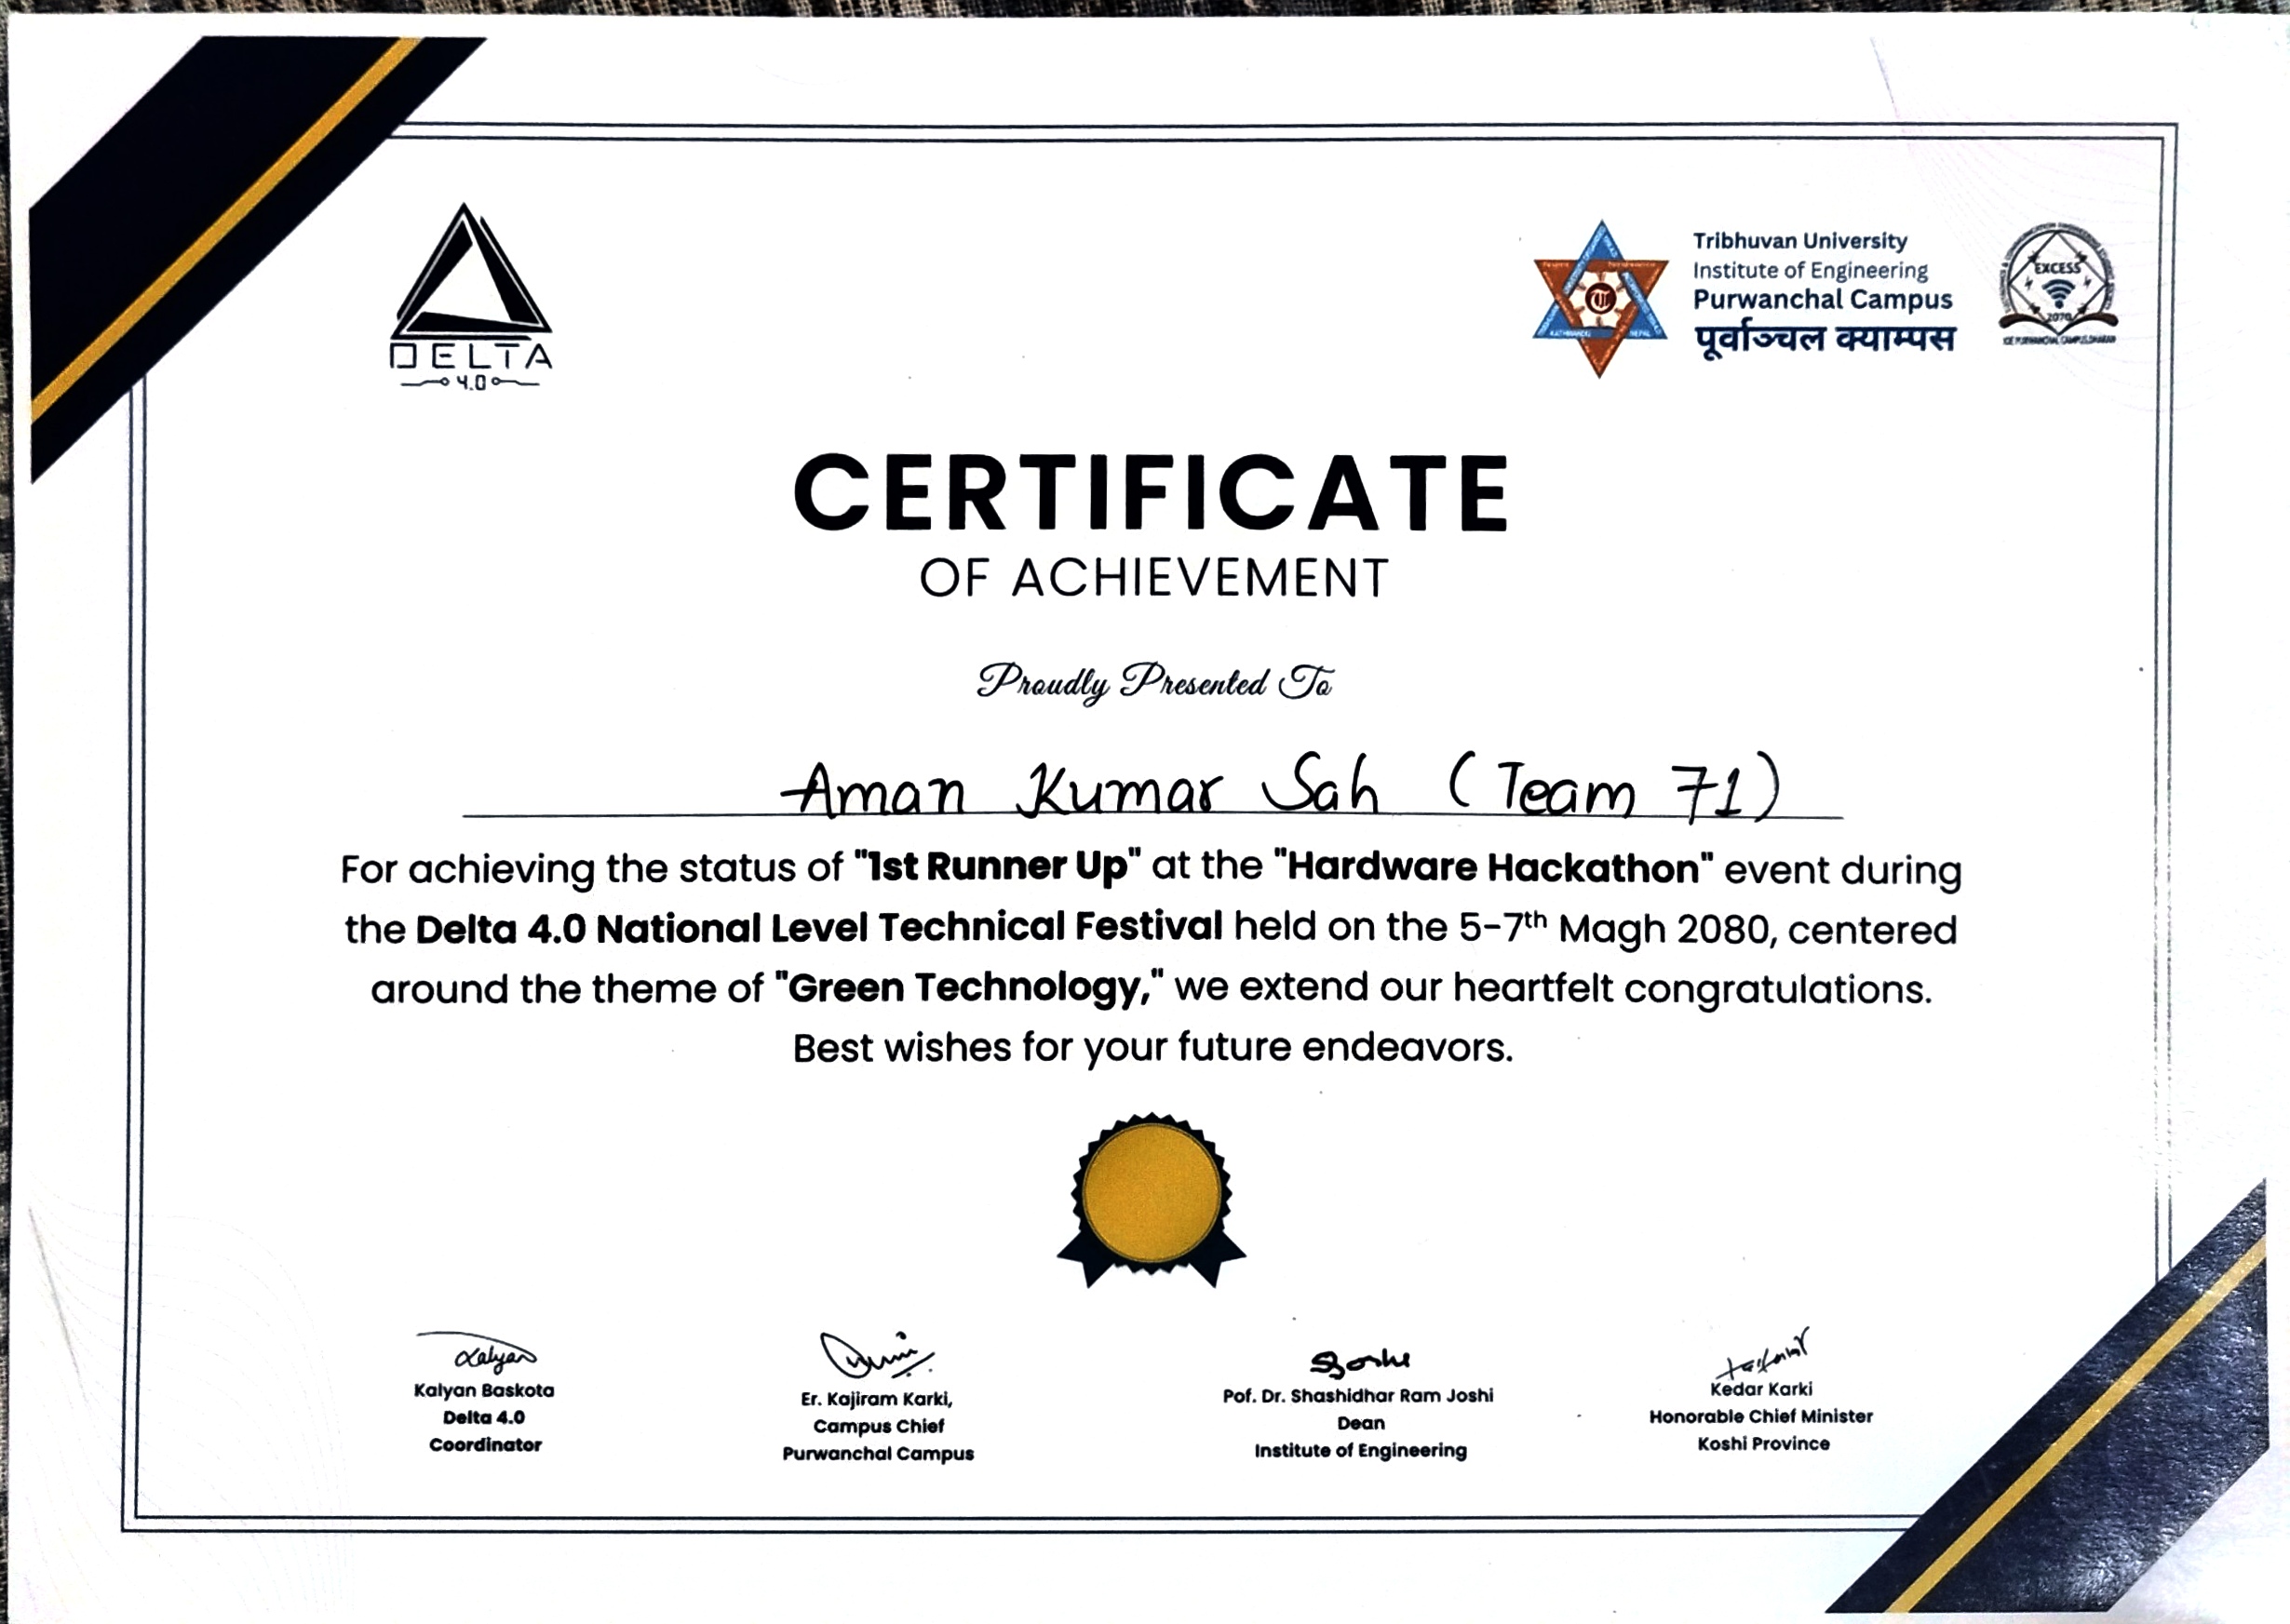 DELTA
4.0
Tribhuvan University
Institute of Engineering
Purwanchal Campus
पूर्वाञ्चल क्याम्पस
EXCESS
2070
CERTIFICATE
OF ACHIEVEMENT
Proudly Presented To
Aman Kumar Sah (Team 71)
For achieving the status of "1st Runner Up" at the "Hardware Hackathon" event during
the Delta 4.0 National Level Technical Festival held on the 5-7th Magh 2080, centered
around the theme of "Green Technology," we extend our heartfelt congratulations.
Best wishes for your future endeavors.
Kalyan Baskota
Delta 4.0
Coordinator
Er. Kajiram Karki,
Campus Chief
Purwanchal Campus
Pof. Dr. Shashidhar Ram Joshi
Dean
Institute of Engineering
Kedar Karki
Honorable Chief Minister
Koshi Province